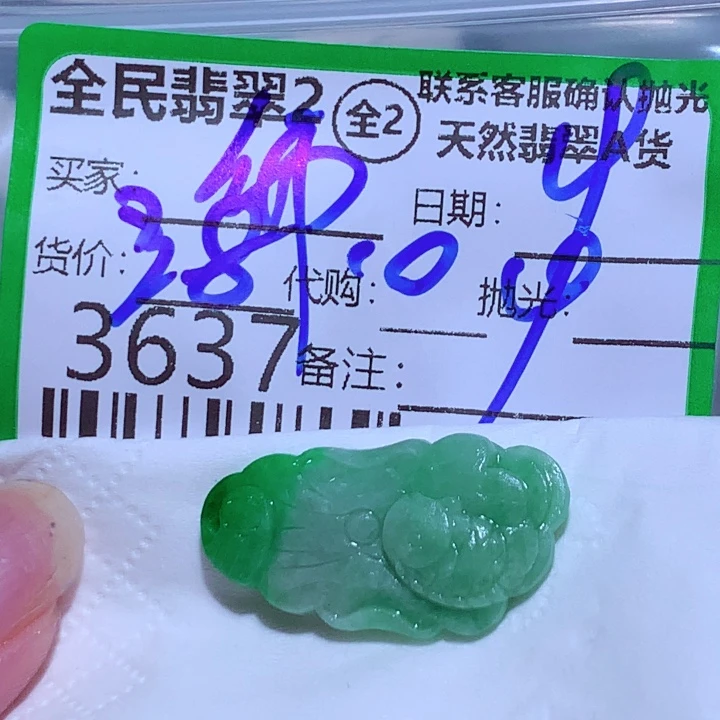 全民翡翠2 全2 联系客服确认抛光
天然翡翠A货
买家:
日期:
货价: 代购: 抛光:
3637 备注: